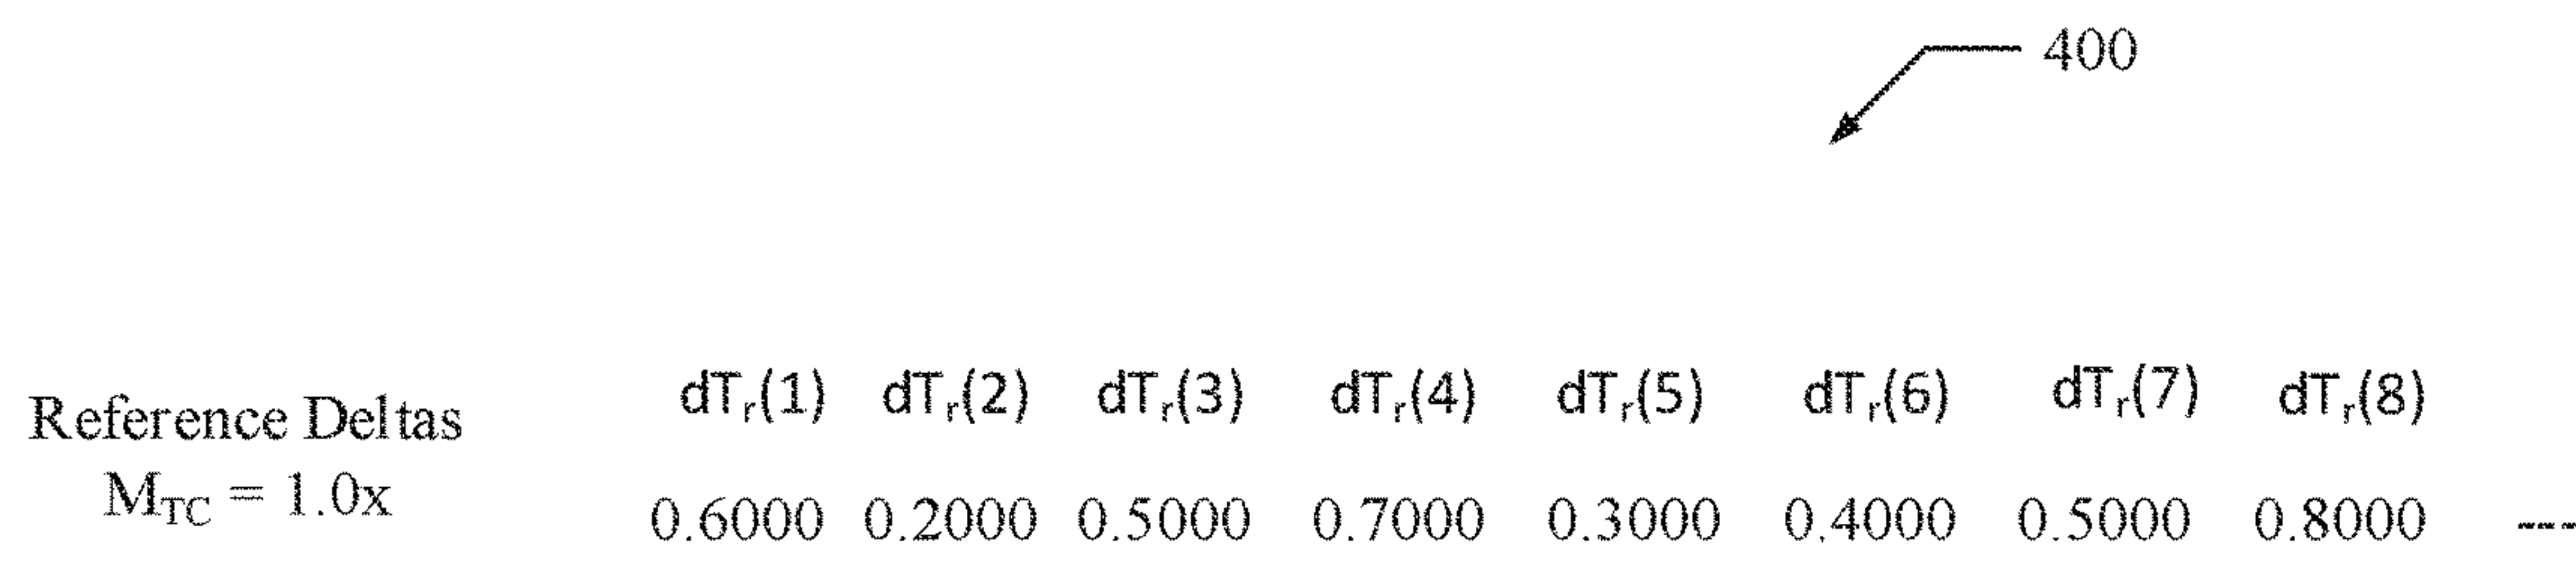 400
dTᵣ(1) dTᵣ(2) dTᵣ(3) dTᵣ(4) dTᵣ(5) dTᵣ(6) dTᵣ(7) dTᵣ(8)
Reference Deltas
M_TC = 1.0x
0.6000 0.2000 0.5000 0.7000 0.3000 0.4000 0.5000 0.8000 ---